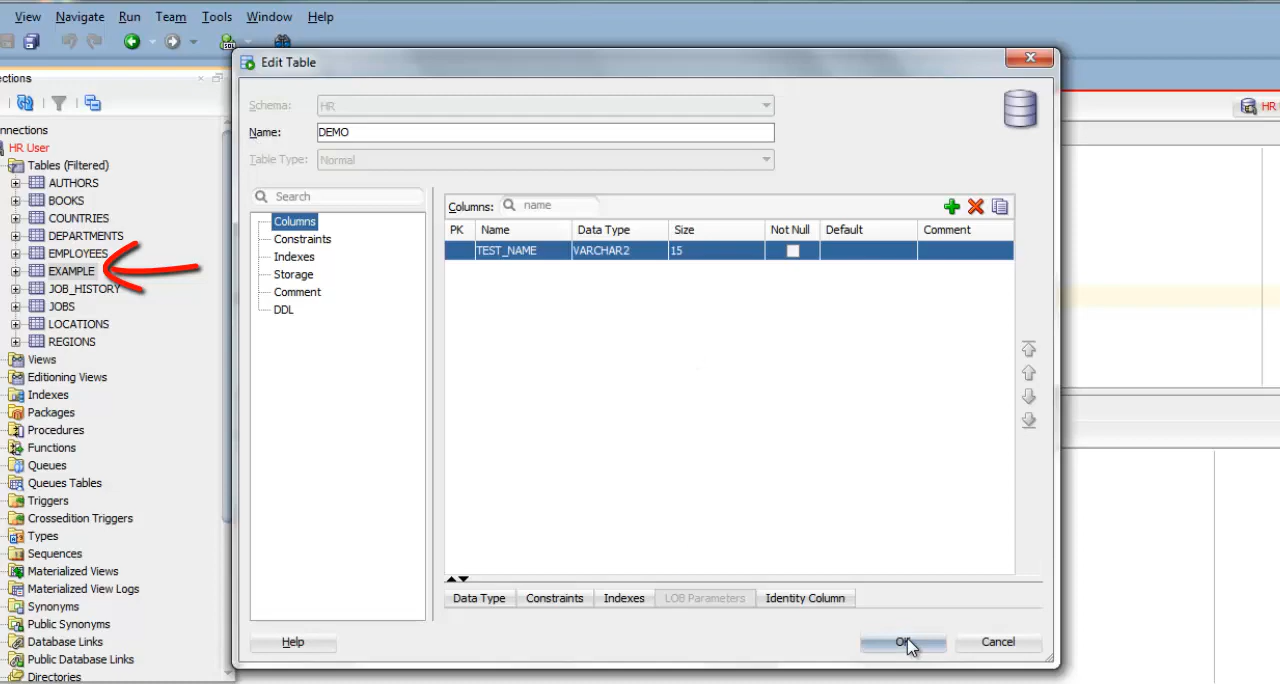 View Navigate Run Team Tools Window Help
Edit Table
ections
nnections
HR User
Tables (Filtered)
AUTHORS
BOOKS
COUNTRIES
DEPARTMENTS
EMPLOYEES
EXAMPLE
JOB_HISTORY
JOBS
LOCATIONS
REGIONS
Views
Editioning Views
Indexes
Packages
Procedures
Functions
Queues
Queues Tables
Triggers
Crossedition Triggers
Types
Sequences
Materialized Views
Materialized View Logs
Synonyms
Public Synonyms
Database Links
Public Database Links
Directories
Schema: HR
Name: DEMO
Table Type: Normal
Search
Columns
Constraints
Indexes
Storage
Comment
DDL
Columns: name
PK Name Data Type Size Not Null Default Comment
TEST_NAME VARCHAR2 15
Data Type Constraints Indexes LOB Parameters Identity Column
Help OK Cancel
HR